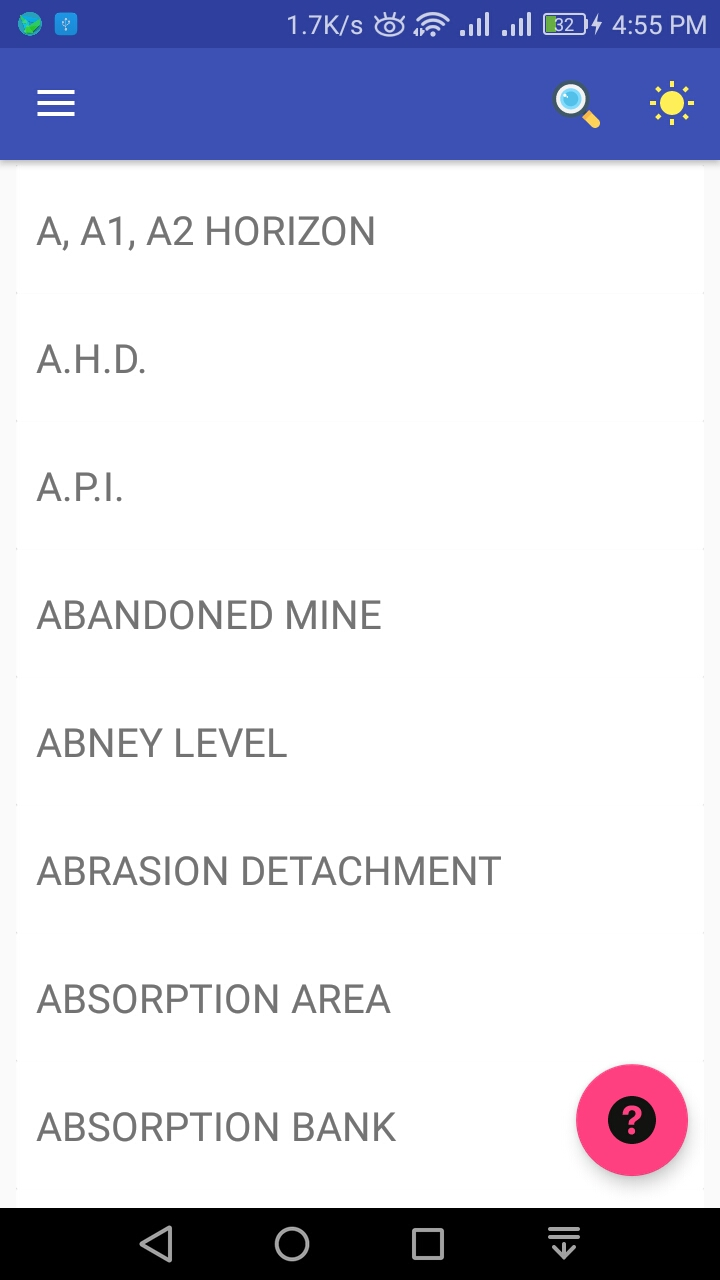 1.7K/s 32 4:55 PM
A, A1, A2 HORIZON
A.H.D.
A.P.I.
ABANDONED MINE
ABNEY LEVEL
ABRASION DETACHMENT
ABSORPTION AREA
ABSORPTION BANK
?